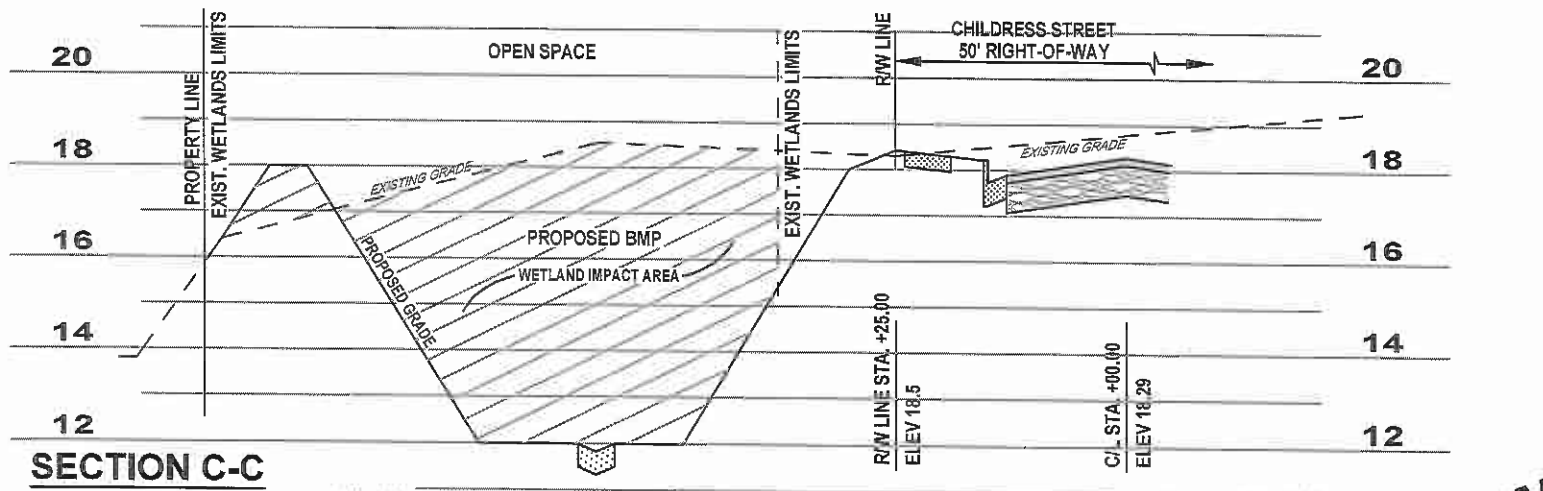 PROPERTY LINE
EXIST. WETLANDS LIMITS
OPEN SPACE
EXIST. WETLANDS LIMITS
R/W LINE
CHILDRESS STREET
50' RIGHT-OF-WAY
20
20
18
18
16
16
14
14
12
12
EXISTING GRADE
EXISTING GRADE
PROPOSED GRADE
PROPOSED BMP
WETLAND IMPACT AREA
R/W LINE STA. +25.00
ELEV 18.5
C/L STA. +00.00
ELEV 18.29
SECTION C-C